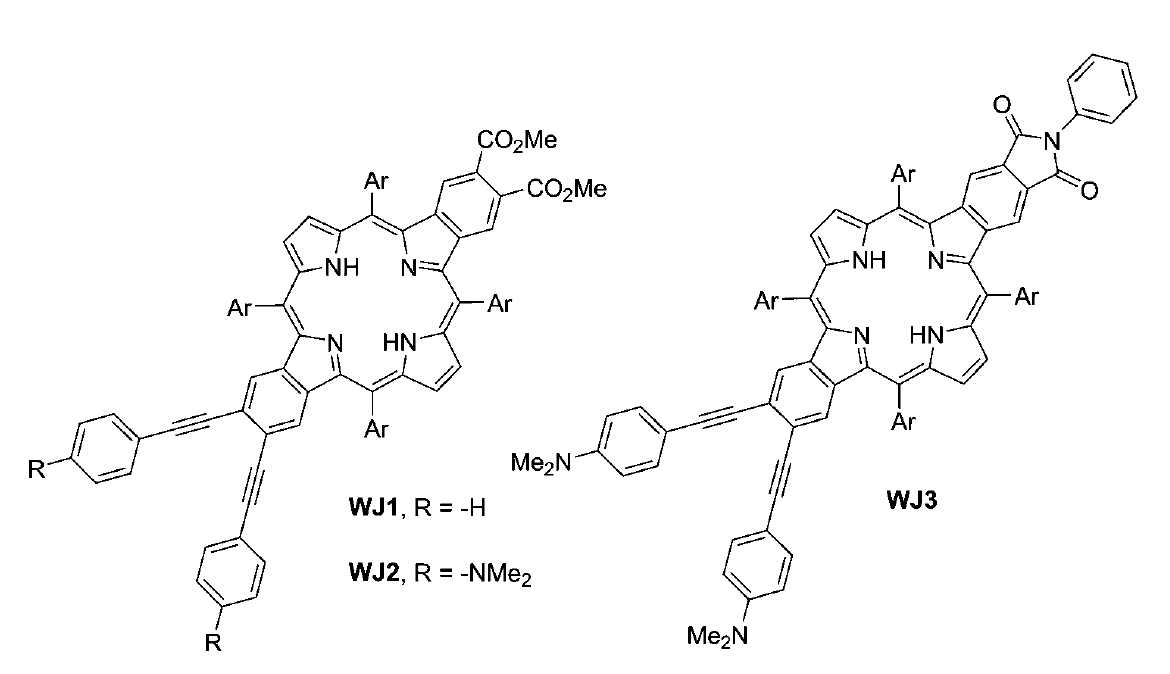 CO2Me
CO2Me
Ar
NH
N
Ar
Ar
N
HN
Ar
R
R
WJ1, R = -H
WJ2, R = -NMe2
O
N
O
Ar
NH
N
Ar
Ar
N
HN
Ar
Me2N
Me2N
WJ3